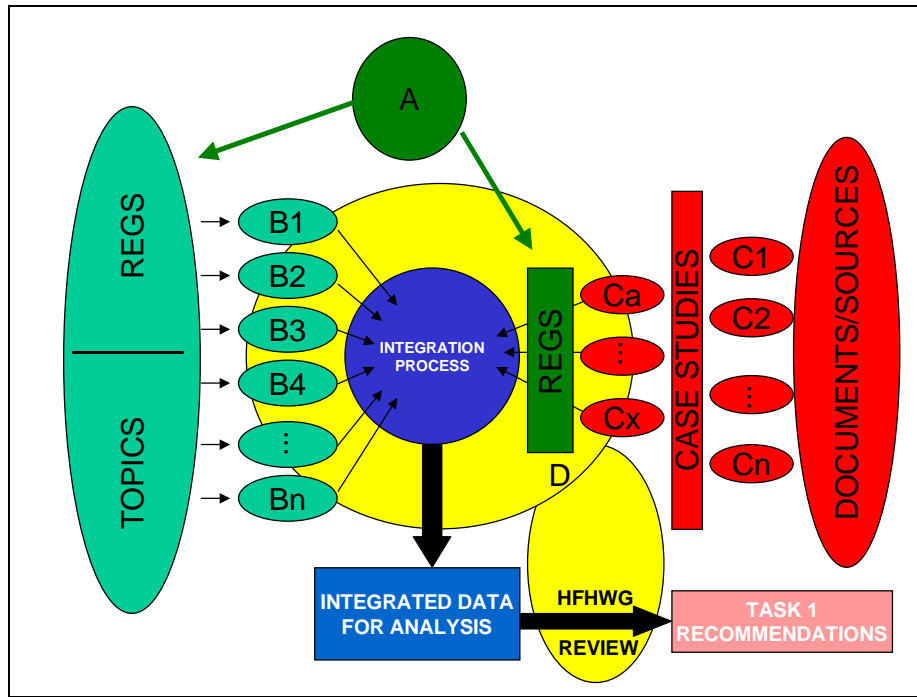 A
REGS
TOPICS
B1
B2
B3
B4
...
Bn
INTEGRATION
PROCESS
REGS
D
Ca
...
Cx
CASE STUDIES
C1
C2
...
Cn
DOCUMENTS/SOURCES
INTEGRATED DATA
FOR ANALYSIS
HFHWG
REVIEW
TASK 1
RECOMMENDATIONS